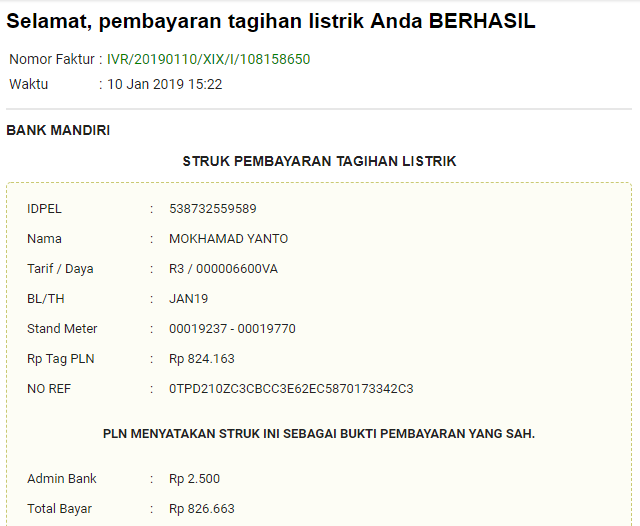 Selamat, pembayaran tagihan listrik Anda BERHASIL
Nomor Faktur : IVR/20190110/XIX/I/108158650
Waktu : 10 Jan 2019 15:22
BANK MANDIRI
STRUK PEMBAYARAN TAGIHAN LISTRIK
IDPEL : 538732559589
Nama : MOKHAMAD YANTO
Tarif / Daya : R3 / 000006600VA
BL/TH : JAN19
Stand Meter : 00019237 - 00019770
Rp Tag PLN : Rp 824.163
NO REF : 0TPD210ZC3CBCC3E62EC5870173342C3
PLN MENYATAKAN STRUK INI SEBAGAI BUKTI PEMBAYARAN YANG SAH.
Admin Bank : Rp 2.500
Total Bayar : Rp 826.663